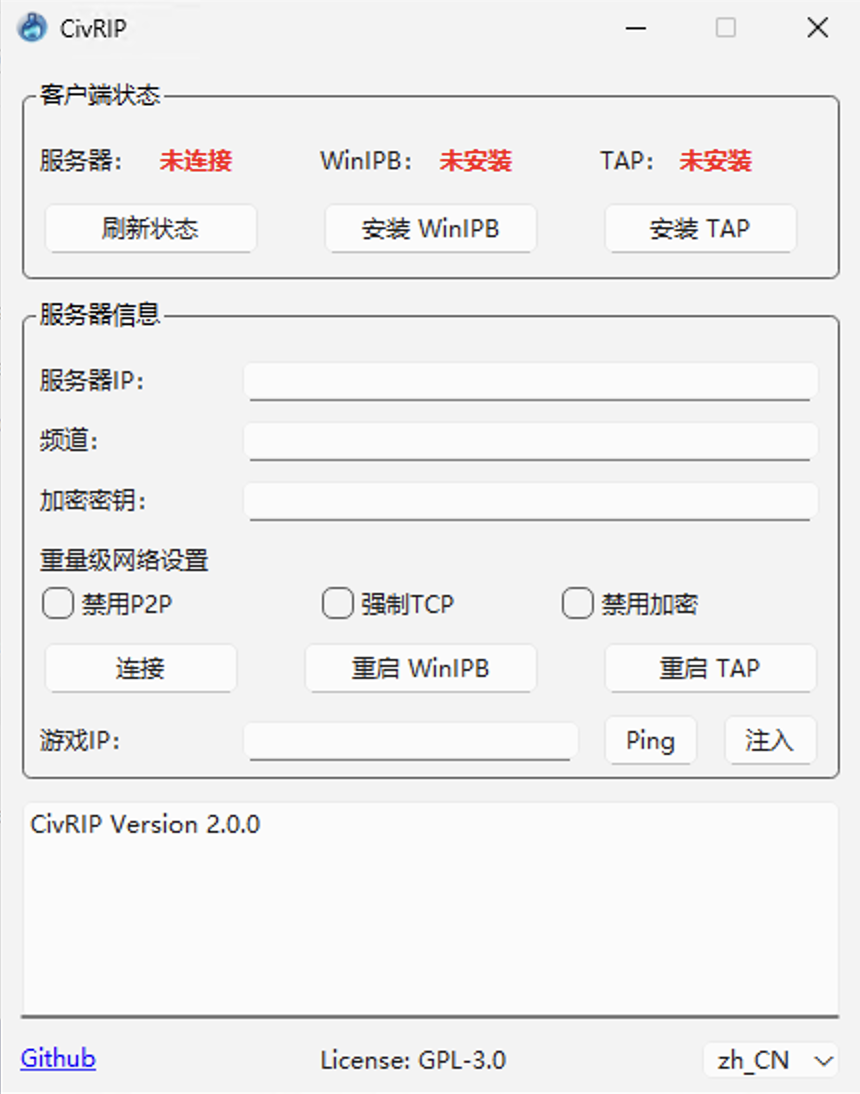 CivRIP
客户端状态
服务器： 未连接 WinIPB： 未安装 TAP： 未安装
刷新状态 安装 WinIPB 安装 TAP
服务器信息
服务器IP：
频道：
加密密钥：
重量级网络设置
禁用P2P 强制TCP 禁用加密
连接 重启 WinIPB 重启 TAP
游戏IP： Ping 注入
CivRIP Version 2.0.0
Github License: GPL-3.0 zh_CN